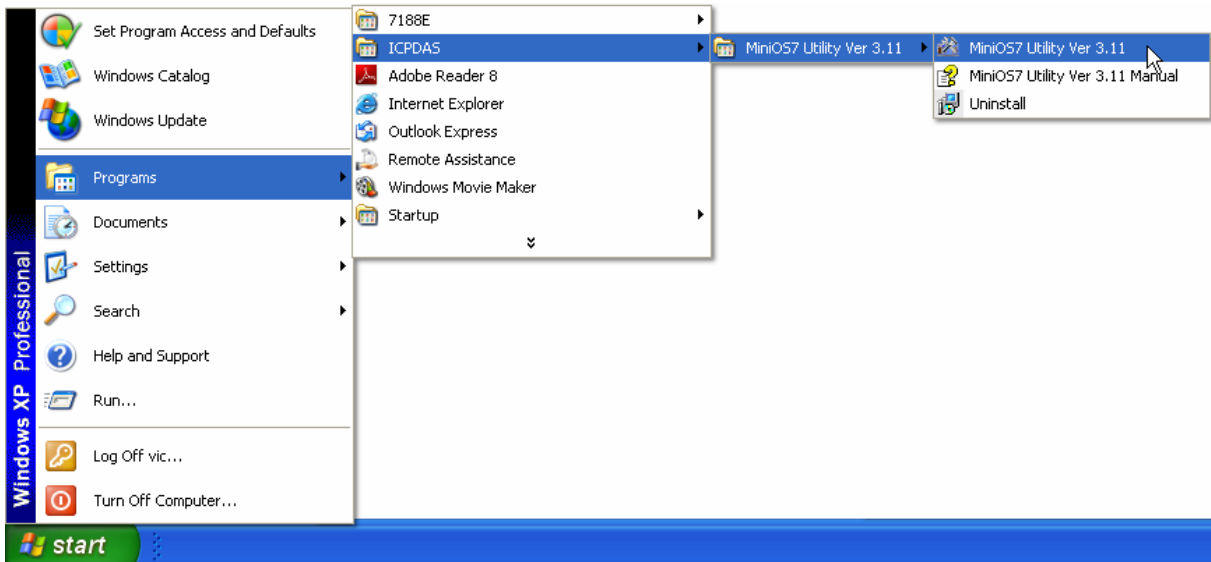 Set Program Access and Defaults
Windows Catalog
Windows Update
Programs
Documents
Settings
Search
Help and Support
Run...
Log Off vic...
Turn Off Computer...
Windows XP Professional
start
7188E
ICPDAS
Adobe Reader 8
Internet Explorer
Outlook Express
Remote Assistance
Windows Movie Maker
Startup
MiniOS7 Utility Ver 3.11
MiniOS7 Utility Ver 3.11
MiniOS7 Utility Ver 3.11 Manual
Uninstall